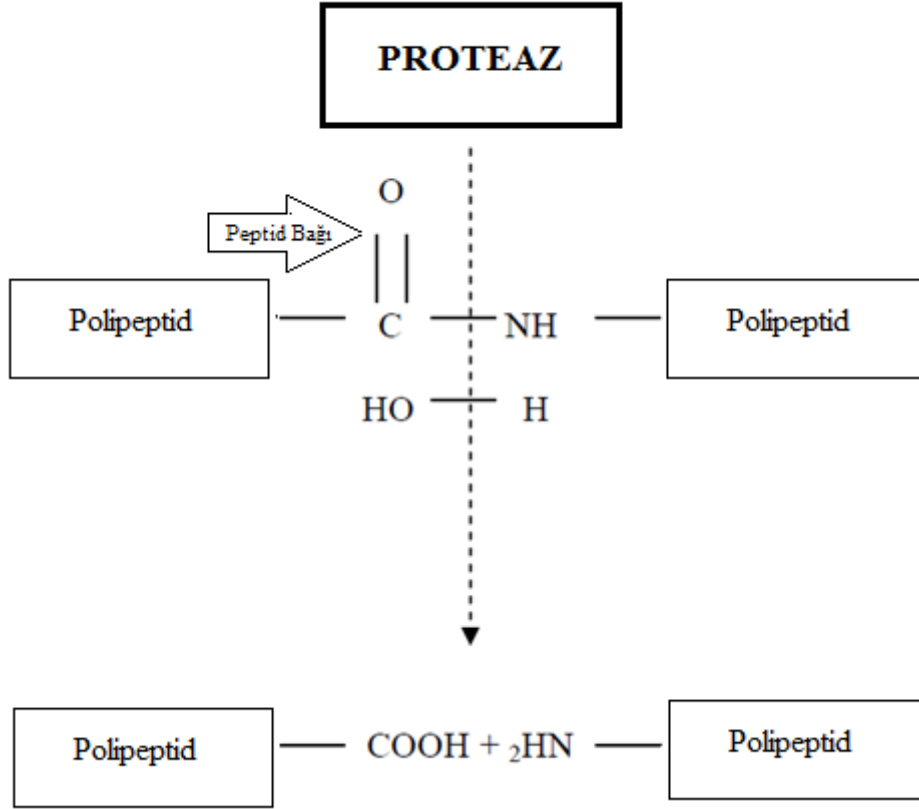 PROTEAZ
O
Peptid Bağı
Polipeptid C NH Polipeptid
HO H
Polipeptid COOH + ₂HN Polipeptid